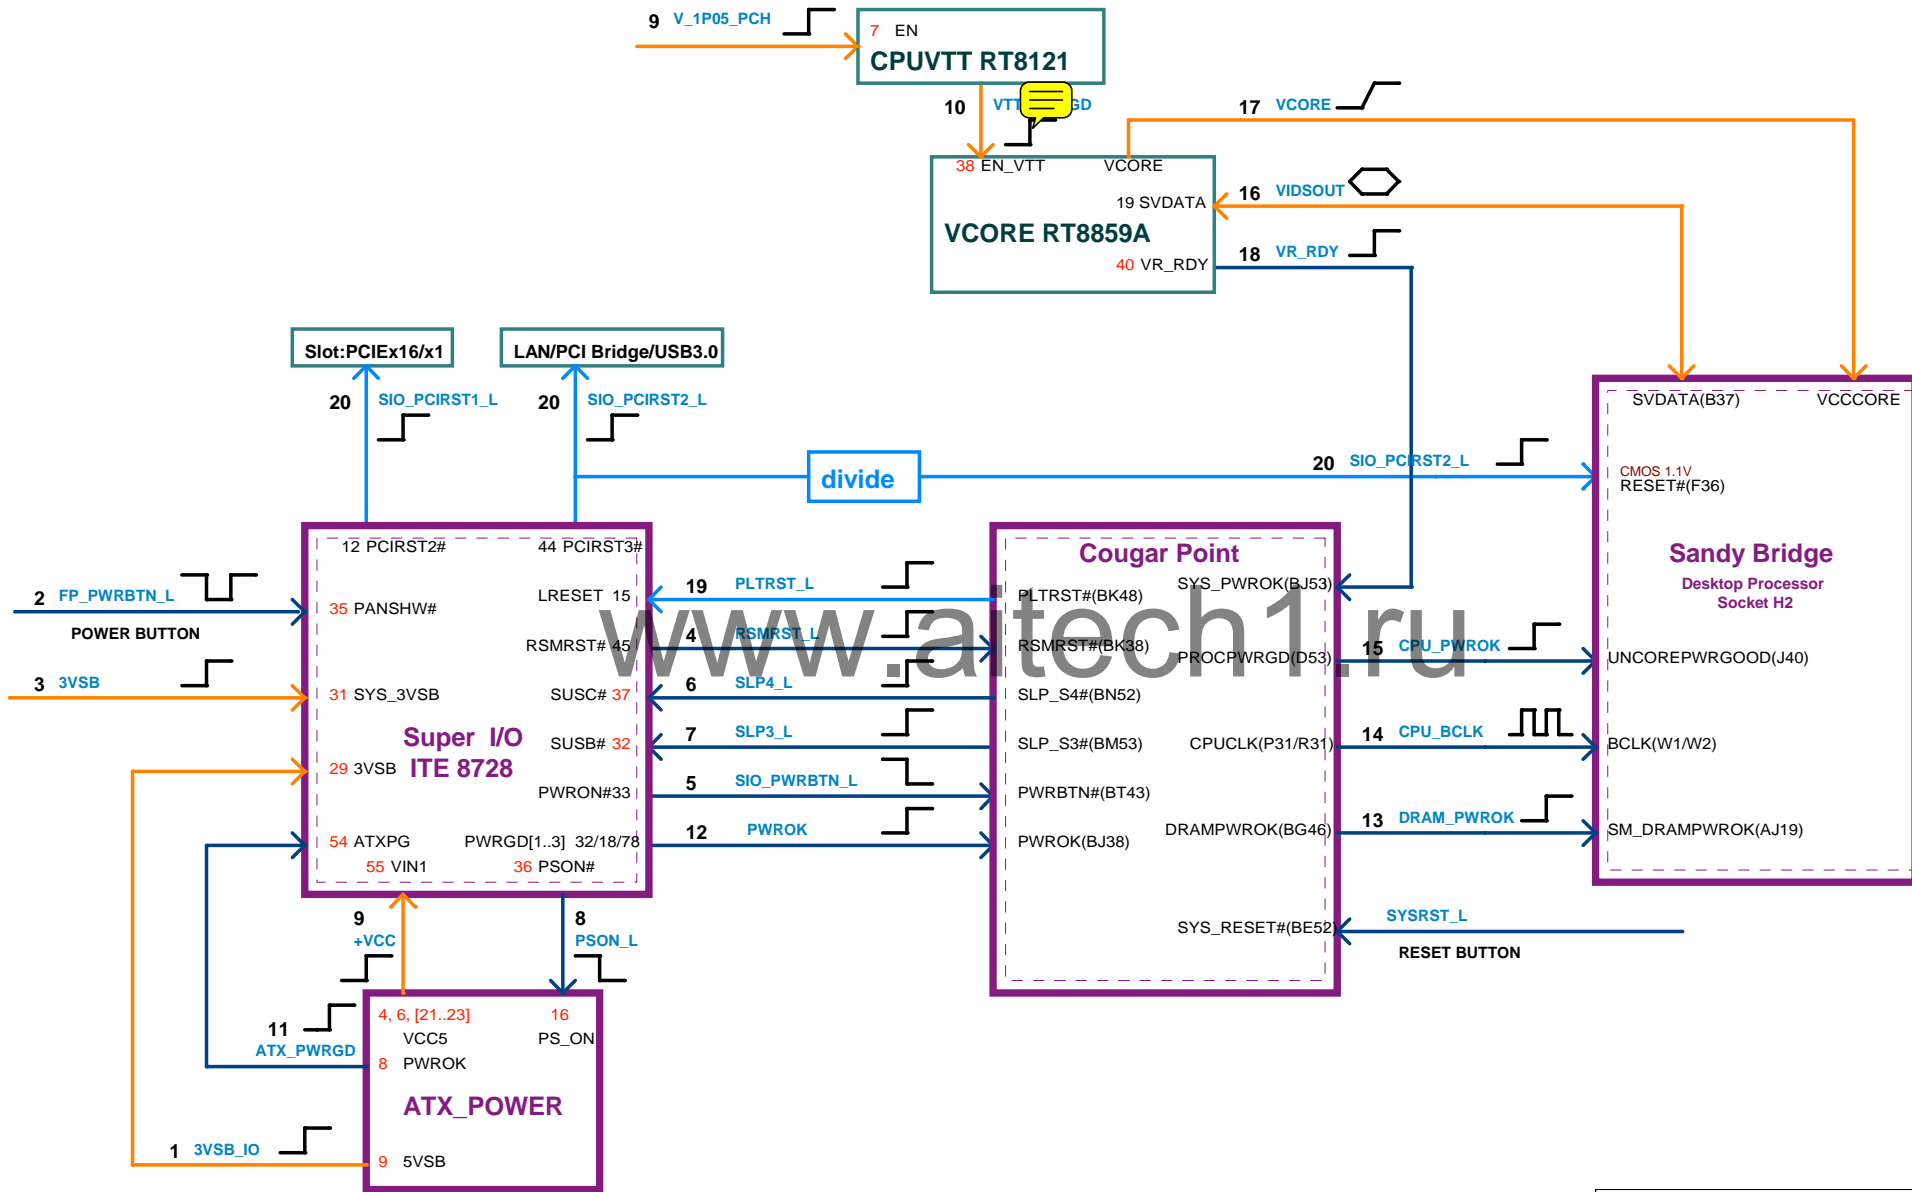 9 V_1P05_PCH
7 EN
CPUVTT RT8121
10 VTT GD
17 VCORE
38 EN_VTT VCORE
19 SVDATA
16 VIDSOUT
VCORE RT8859A
40 VR_RDY
18 VR_RDY
Slot:PCIEx16/x1
LAN/PCI Bridge/USB3.0
20 SIO_PCIRST1_L
20 SIO_PCIRST2_L
divide
20 SIO_PCIRST2_L
SVDATA(B37) VCCCORE
CMOS 1.1V
RESET#(F36)
Sandy Bridge
Desktop Processor
Socket H2
UNCOREPWRGOOD(J40)
BCLK(W1/W2)
SM_DRAMPWROK(AJ19)
12 PCIRST2# 44 PCIRST3#
2 FP_PWRBTN_L
POWER BUTTON
35 PANSHW#
LRESET 15
RSMRST# 45
3 3VSB
31 SYS_3VSB
SUSC# 37
Super I/O
ITE 8728
SUSB# 32
29 3VSB
PWRON#33
54 ATXPG
PWRGD[1..3] 32/18/78
55 VIN1
36 PSON#
19 PLTRST_L
4 RSMRST_L
6 SLP4_L
7 SLP3_L
5 SIO_PWRBTN_L
12 PWROK
Cougar Point
SYS_PWROK(BJ53)
PLTRST#(BK48)
RSMRST#(BK38)
PROCPWRGD(D53)
SLP_S4#(BN52)
SLP_S3#(BM53)
CPUCLK(P31/R31)
PWRBTN#(BT43)
DRAMPWROK(BG46)
PWROK(BJ38)
SYS_RESET#(BE52)
15 CPU_PWROK
14 CPU_BCLK
13 DRAM_PWROK
SYSRST_L
RESET BUTTON
www.aitech1.ru
9
+VCC
8
PSON_L
4, 6, [21..23] 16
VCC5 PS_ON
11
ATX_PWRGD
8 PWROK
ATX_POWER
1 3VSB_IO
9 5VSB